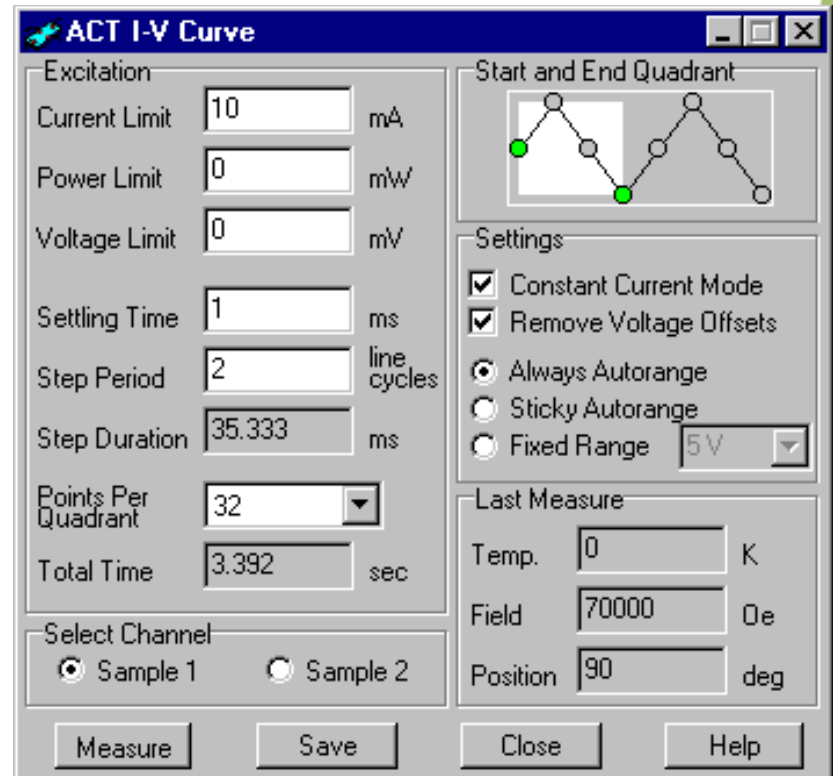 ACT I-V Curve
Excitation
Current Limit 10 mA
Power Limit 0 mW
Voltage Limit 0 mV
Settling Time 1 ms
Step Period 2 line
cycles
Step Duration 35.333 ms
Points Per
Quadrant 32
Total Time 3.392 sec
Select Channel
Sample 1 Sample 2
Start and End Quadrant
Settings
Constant Current Mode
Remove Voltage Offsets
Always Autorange
Sticky Autorange
Fixed Range 5 V
Last Measure
Temp. 0 K
Field 70000 Oe
Position 90 deg
Measure Save Close Help